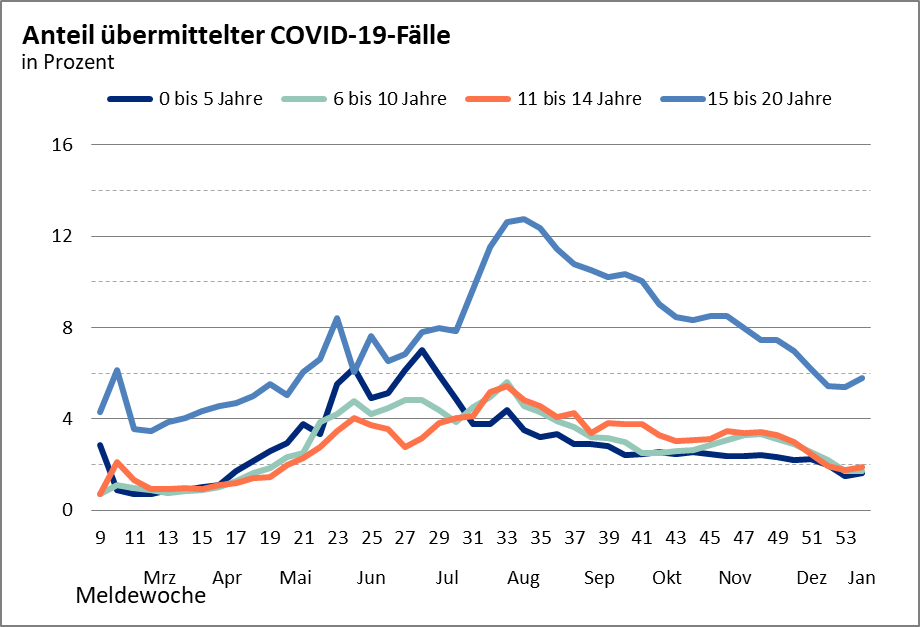 Anteil übermittelter COVID-19-Fälle
in Prozent
0 bis 5 Jahre 6 bis 10 Jahre 11 bis 14 Jahre 15 bis 20 Jahre
16
12
8
4
0
9 11 13 15 17 19 21 23 25 27 29 31 33 35 37 39 41 43 45 47 49 51 53
Mrz Apr Mai Jun Jul Aug Sep Okt Nov Dez Jan
Meldewoche